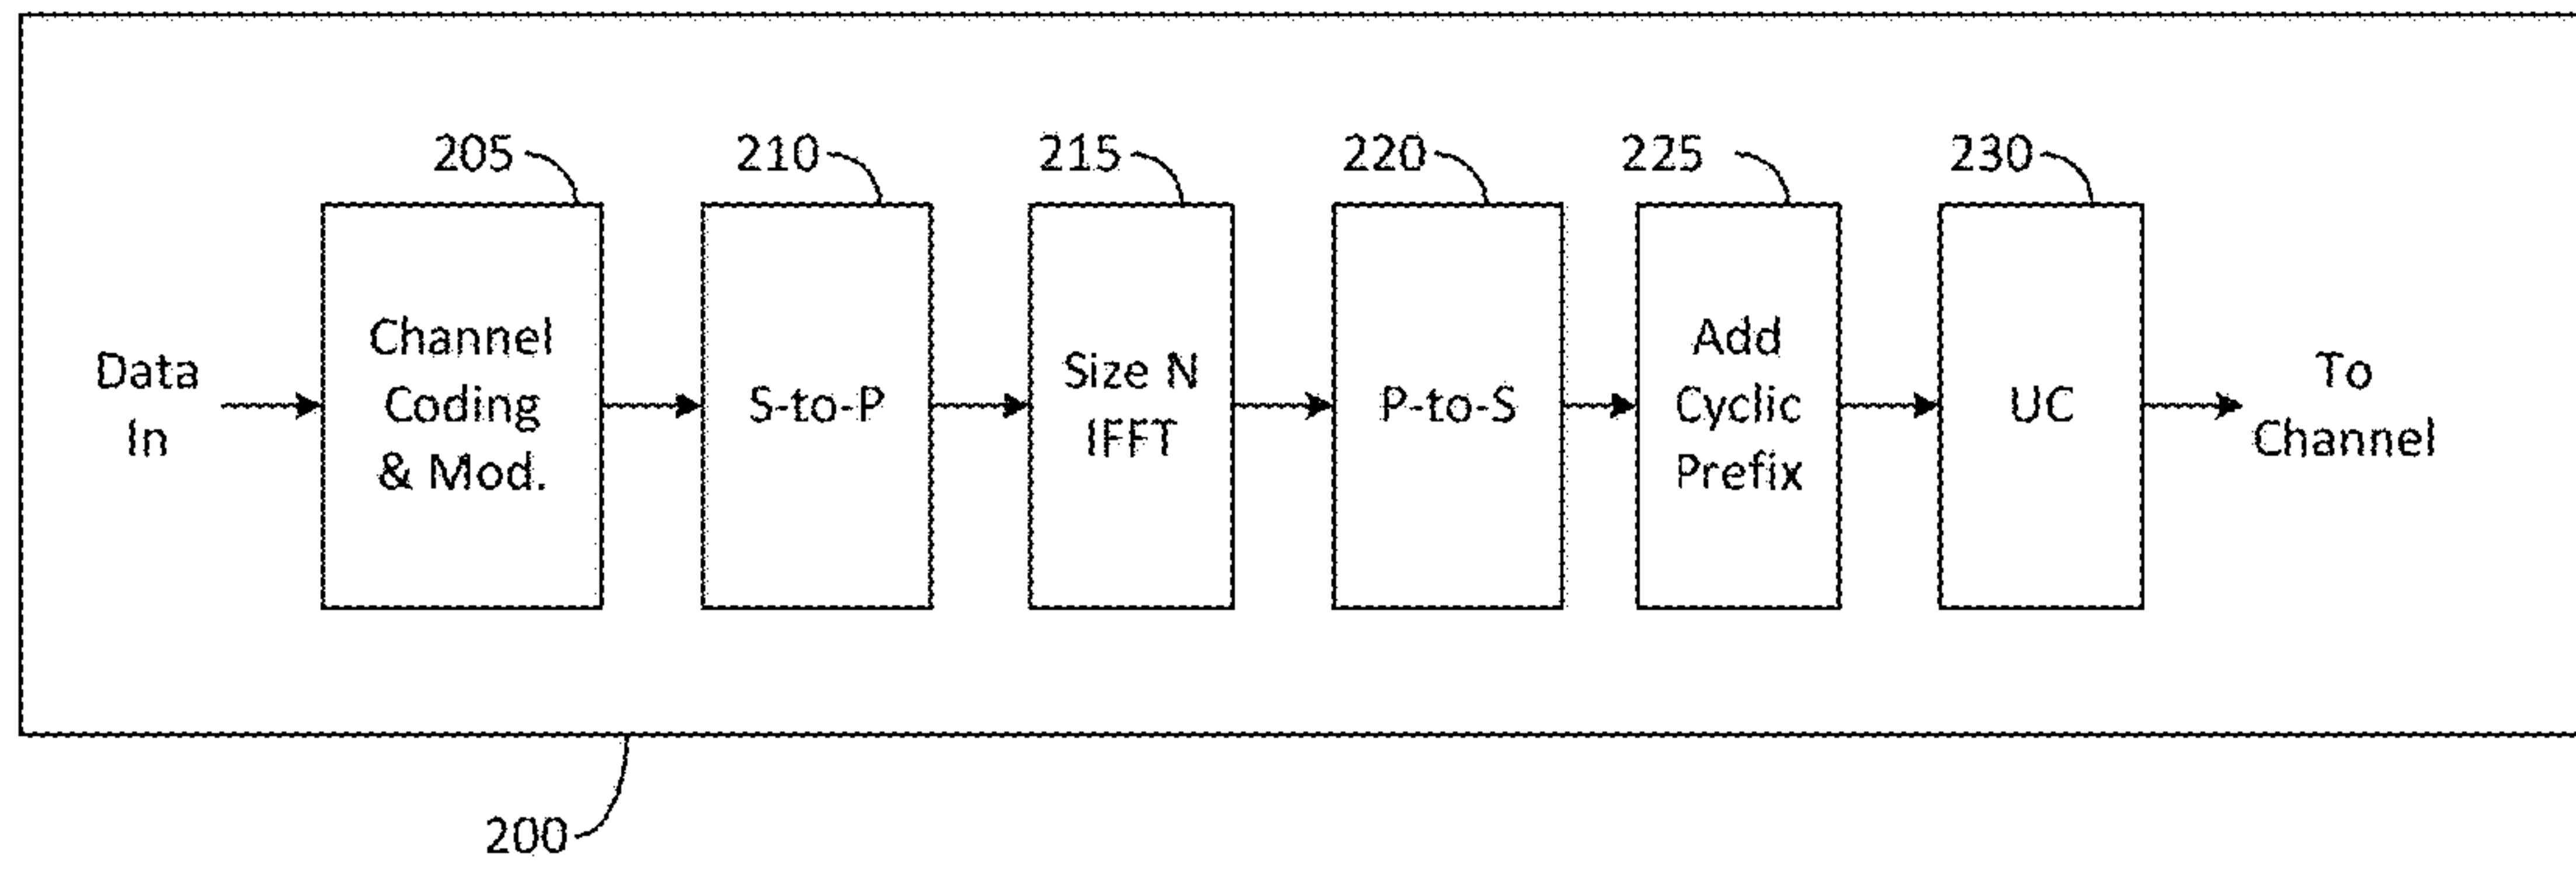 205
210
215
220
225
230
Data
In
Channel
Coding
& Mod.
S-to-P
Size N
IFFT
P-to-S
Add
Cyclic
Prefix
UC
To
Channel
200